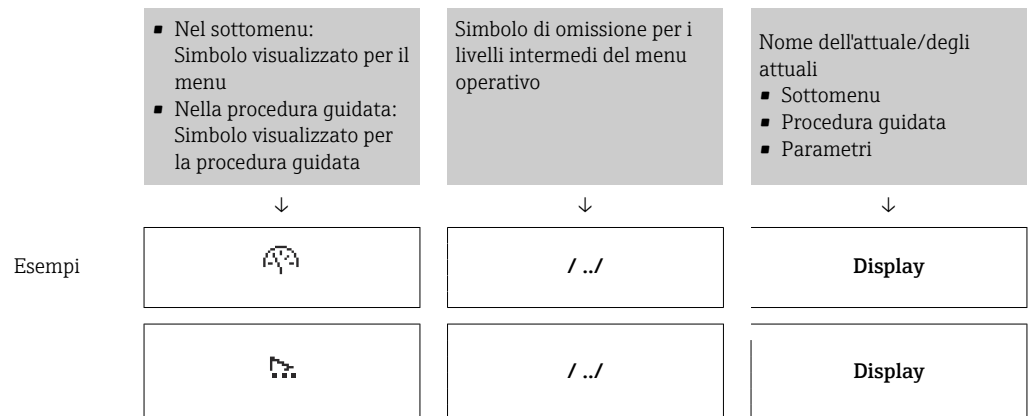 ▪ Nel sottomenu:
Simbolo visualizzato per il
menu
▪ Nella procedura guidata:
Simbolo visualizzato per
la procedura guidata
Simbolo di omissione per i
livelli intermedi del menu
operativo
Nome dell'attuale/degli
attuali
▪ Sottomenu
▪ Procedura guidata
▪ Parametri
↓ ↓ ↓
Esempi / ../ Display
/ ../ Display